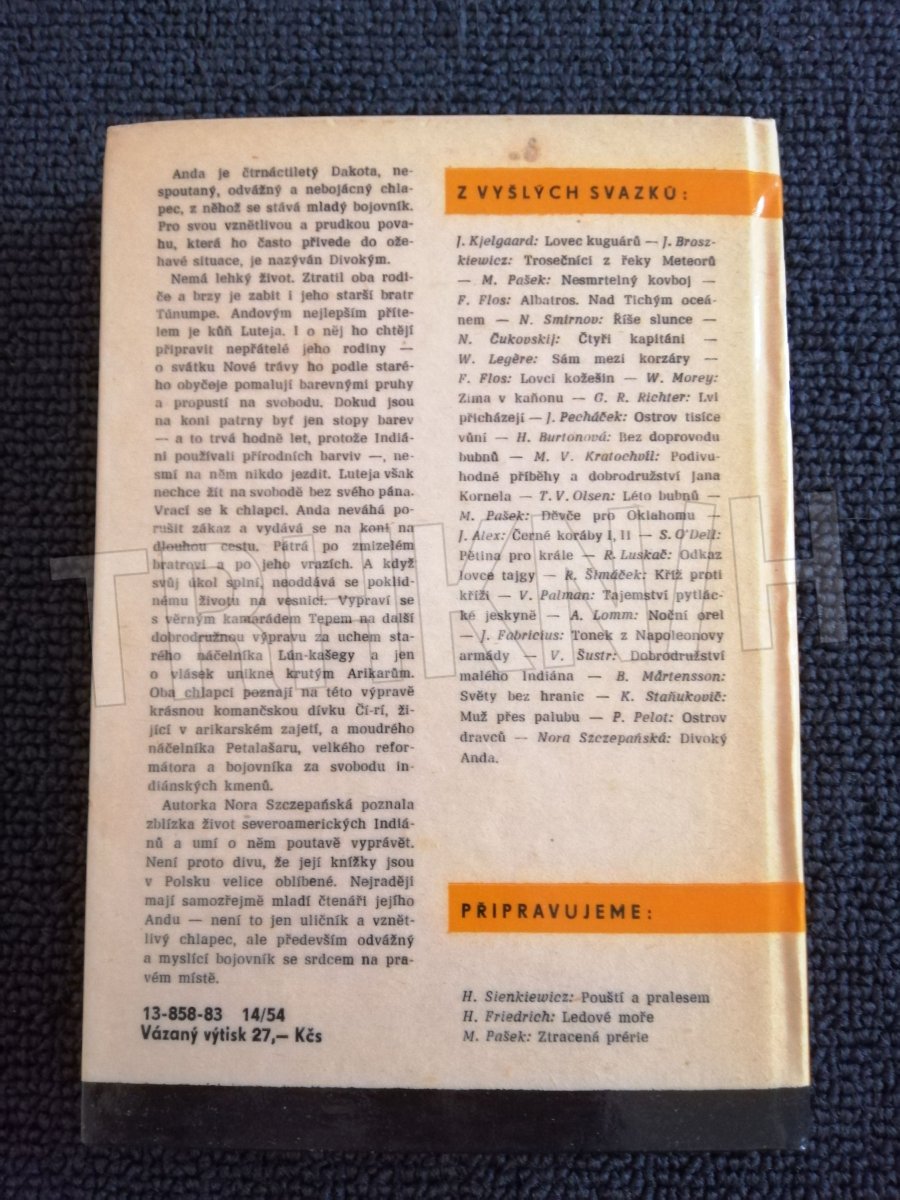 Anda je čtrnáctiletý Dakota, ne-
spoutaný, odvážný a nebojácný chla-
pec, z něhož se stává mladý bojovník.
Pro svou vznětlivou a prudkou pova-
hu, která ho často přivede doože-
havé situace, je nazýván Divokým.
Nemá lehký život. Ztratil oba rodi-
če a brzy je zabit i jeho starší bratr
Túnumpe. Andovým nejlepším příte-
lem je kůň Luteja. I o něj ho chtějí
připravit nepřátelé jeho rodiny —
o svátku Nové trávy ho podle staré-
ho obyčeje pomalují barevnými pruhy
a propustí na svobodu. Dokud jsou
na koni patrny byť jen stopy barev
— a to trvá hodně let, protože Indiá-
ni používali přírodních barviv —, ne-
smí na něm nikdo jezdit. Luteja však
nechce žít na svobodě bez svého pána.
Vrací se k chlapci. Anda neváhá po-
rušit zákaz a vydává se na koni na
dlouhou cestu. Pátrá po zmizelém
bratrovi a po jeho vrazích. A když
svůj úkol splní, neoddává se poklid-
nému životu na vesnici. Vypraví se
s věrným kamarádem Tepem na další
dobrodružnou výpravu za uchem sta-
rého náčelníka Lún-kašegy a jen
o vlásek unikne krutým Arikarům.
Oba chlapci poznají na této výpravě
krásnou komančskou dívku Čí-rí, ži-
jící v arikarském zajetí, a moudrého
náčelníka Petalašaru, velkého refor-
mátora a bojovníka za svobodu in-
diánských kmenů.
Autorka Nora Szczepańská poznala
zblízka život severoamerických Indiá-
nů a umí o něm poutavě vyprávět.
Není proto divu, že její knížky jsou
v Polsku velice oblíbené. Nejraději
mají samozřejmě mladí čtenáři jejího
Andu — není to jen uličník a vznět-
livý chlapec, ale především odvážný
a myslící bojovník se srdcem na pra-
vém místě.
13-858-83 14/54
Vázaný výtisk 27,— Kčs
Z VYŠLÝCH SVAZKŮ:
J. Kjelgaard: Lovec kuguárů — J. Brosz-
kiewicz: Trosečníci z řeky Meteorů
— M. Pašek: Nesmrtelný kovboj —
F. Flos: Albatros. Nad Tichým oceá-
nem — N. Smirnov: Říše slunce —
N. Čukovskij: Čtyři kapitáni —
W. Legère: Sám mezi korzáry —
F. Flos: Lovci kožešin — W. Morey:
Zima v kaňonu — G. R. Richter: Lvi
přicházejí — J. Pecháček: Ostrov tisíce
vůní — H. Burtonová: Bez doprovodu
bubnů — M. V. Kratochvíl: Podivu-
hodné příběhy a dobrodružství Jana
Kornela — T. V. Olsen: Léto bubnů —
M. Pašek: Děvče pro Oklahomu —
J. Alex: Černé koráby I, II — S. O'Dell:
Pětina pro krále — R. Luskač: Odkaz
lovce tajgy — R. Šimáček: Kříž proti
kříži — V. Palman: Tajemství pytlác-
ké jeskyně — A. Lomm: Noční orel
— J. Fabricius: Tonek z Napoleonovy
armády — V. Šustr: Dobrodružství
malého Indiána — B. Mårtensson:
Světy bez hranic — K. Staňukovič:
Muž přes palubu — P. Pelot: Ostrov
dravců — Nora Szczepańská: Divoký
Anda.
PŘIPRAVUJEME:
H. Sienkiewicz: Pouští a pralesem
H. Friedrich: Ledové moře
M. Pašek: Ztracená prérie
TRHKNIH